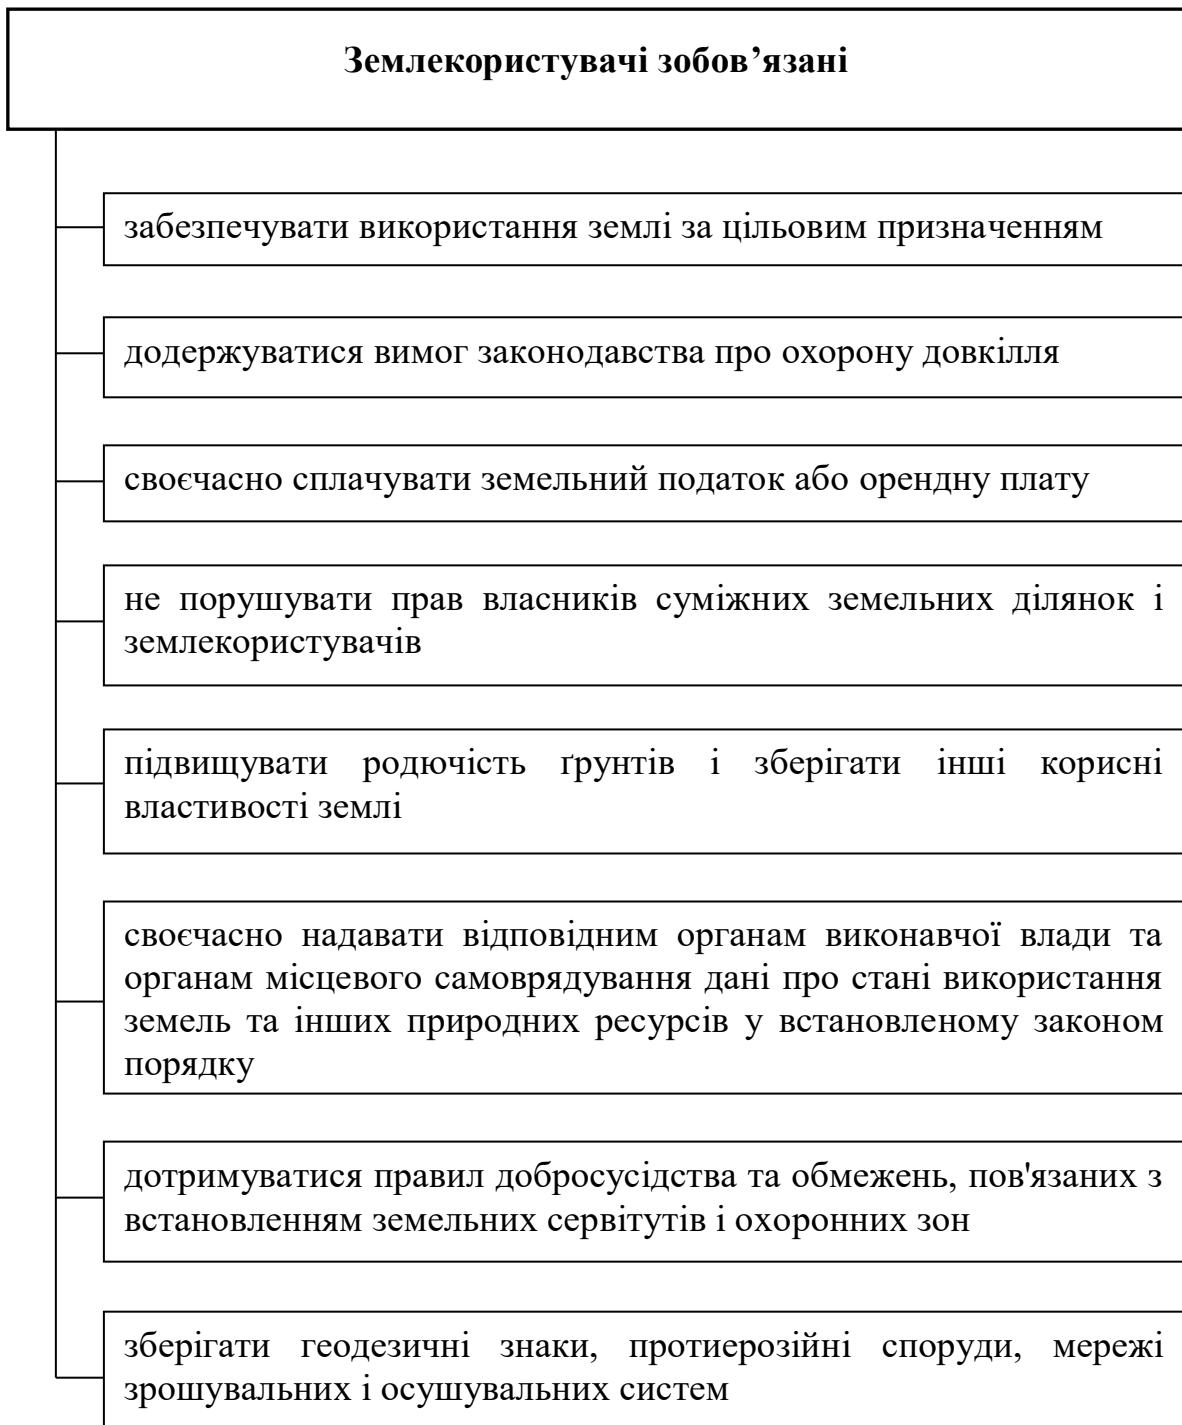 Землекористувачі зобов’язані
забезпечувати використання землі за цільовим призначенням
додержуватися вимог законодавства про охорону довкілля
своєчасно сплачувати земельний податок або орендну плату
не порушувати прав власників суміжних земельних ділянок і
землекористувачів
підвищувати родючість ґрунтів і зберігати інші корисні
властивості землі
своєчасно надавати відповідним органам виконавчої влади та
органам місцевого самоврядування дані про стані використання
земель та інших природних ресурсів у встановленому законом
порядку
дотримуватися правил добросусідства та обмежень, пов'язаних з
встановленням земельних сервітутів і охоронних зон
зберігати геодезичні знаки, протиерозійні споруди, мережі
зрошувальних і осушувальних систем